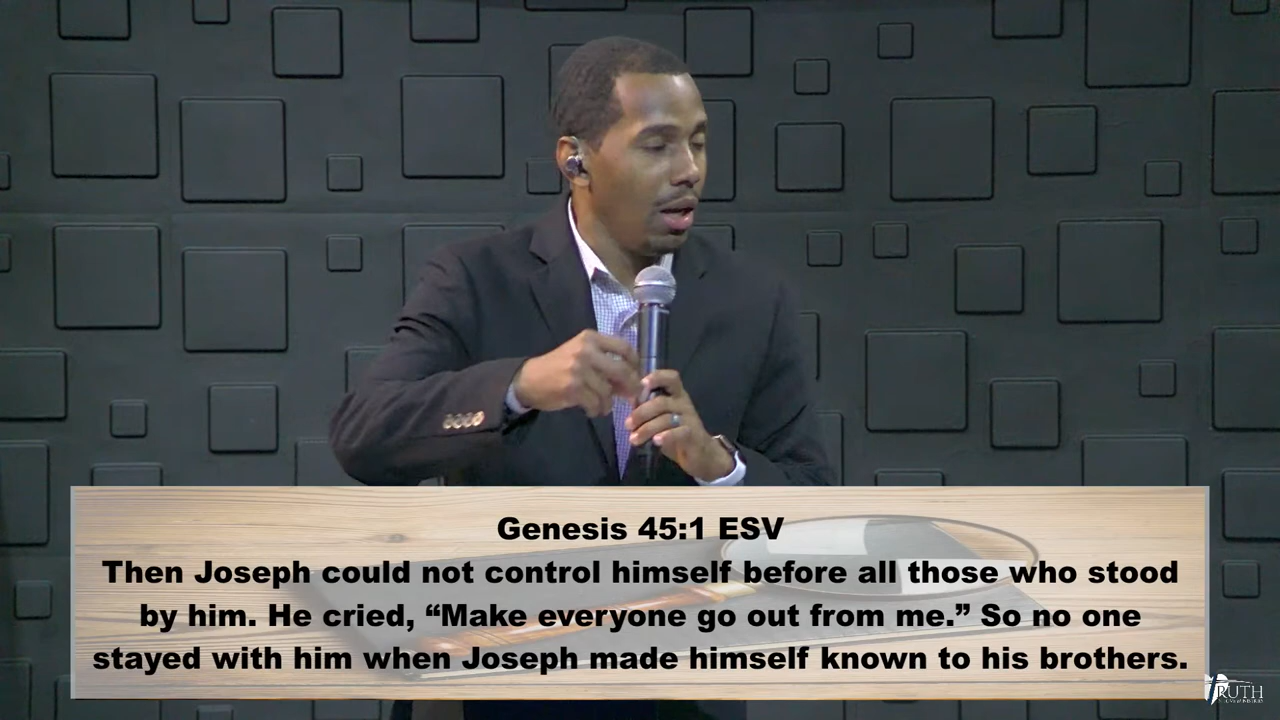 Genesis 45:1 ESV
Then Joseph could not control himself before all those who stood
by him. He cried, “Make everyone go out from me.” So no one
stayed with him when Joseph made himself known to his brothers.
TRUTH